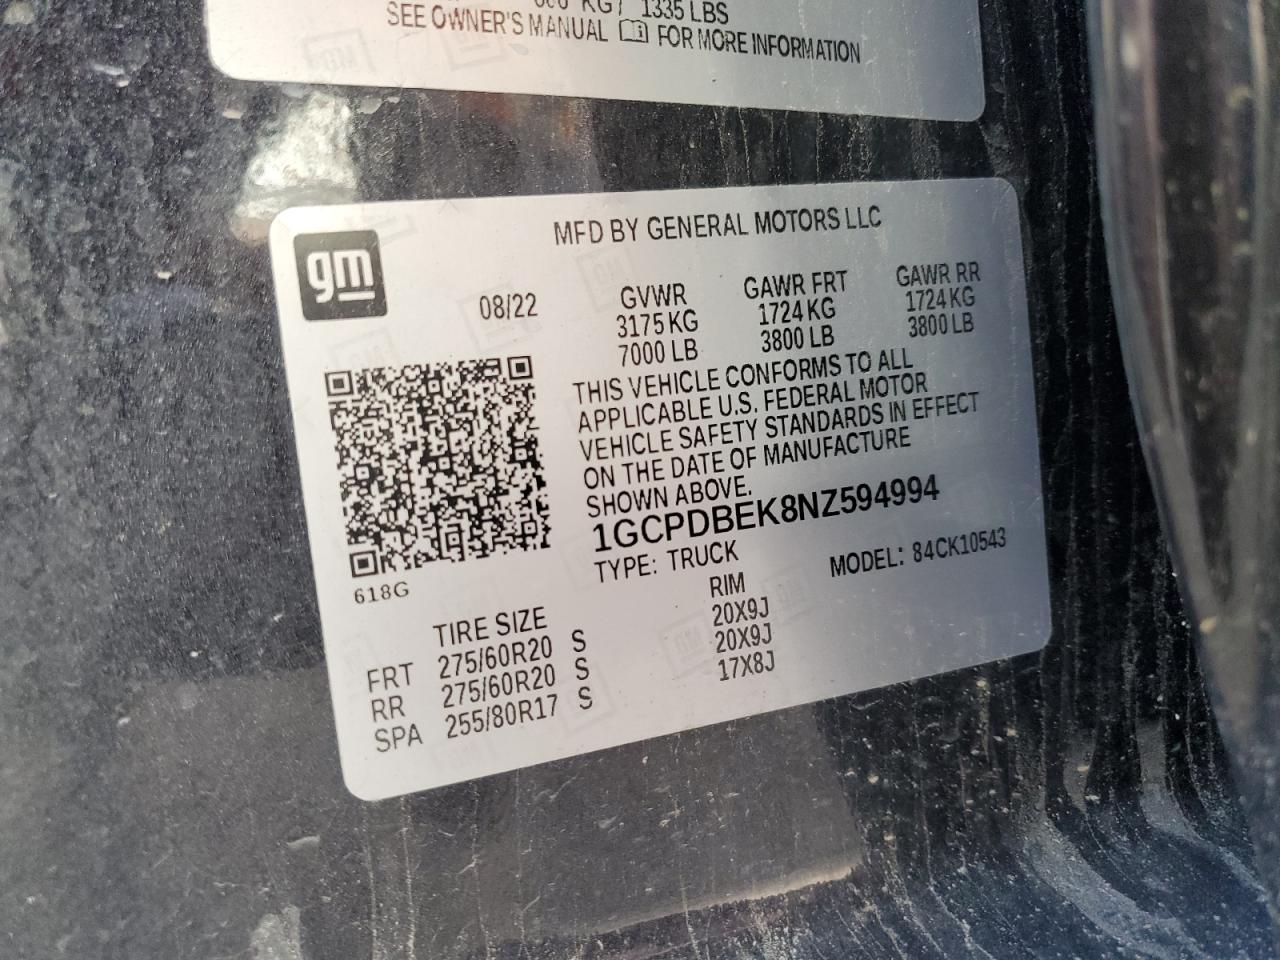 KG/ 1335 LBS
SEE OWNER'S MANUAL FOR MORE INFORMATION
gm
MFD BY GENERAL MOTORS LLC
08/22
GVWR GAWR FRT GAWR RR
3175 KG 1724 KG 1724 KG
7000 LB 3800 LB 3800 LB
THIS VEHICLE CONFORMS TO ALL
APPLICABLE U.S. FEDERAL MOTOR
VEHICLE SAFETY STANDARDS IN EFFECT
ON THE DATE OF MANUFACTURE
SHOWN ABOVE.
1GCPDBEK8NZ594994
TYPE: TRUCK MODEL: 84CK10543
618G
TIRE SIZE RIM
FRT 275/60R20 S 20X9J
RR 275/60R20 S 20X9J
SPA 255/80R17 S 17X8J